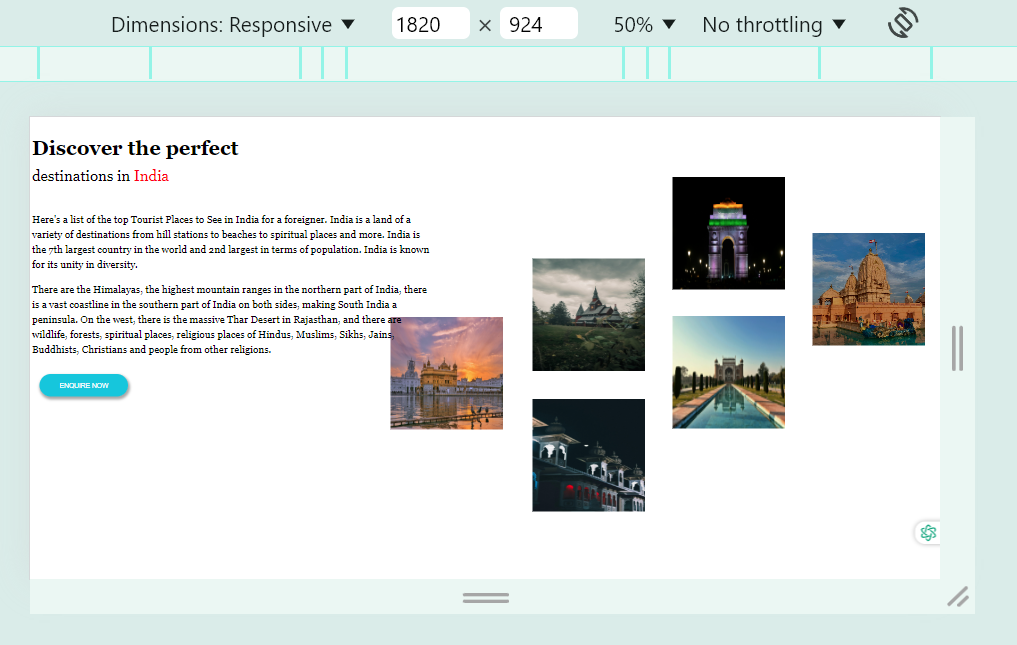 Dimensions: Responsive ▼ 1820 × 924 50% ▼ No throttling ▼
Discover the perfect
destinations in India
Here's a list of the top Tourist Places to See in India for a foreigner. India is a land of a
variety of destinations from hill stations to beaches to spiritual places and more. India is
the 7th largest country in the world and 2nd largest in terms of population. India is known
for its unity in diversity.
There are the Himalayas, the highest mountain ranges in the northern part of India, there
is a vast coastline in the southern part of India on both sides, making South India a
peninsula. On the west, there is the massive Thar Desert in Rajasthan, and there are
wildlife, forests, spiritual places, religious places of Hindus, Muslims, Sikhs, Jains,
Buddhists, Christians and people from other religions.
ENQUIRE NOW